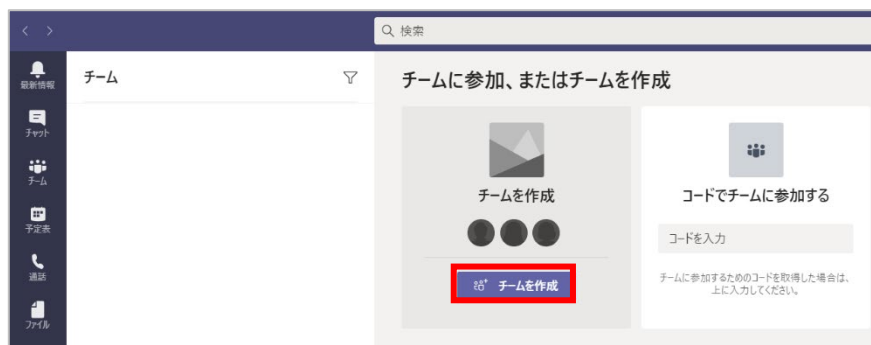 検索
最新情報
チャット
チーム
予定表
通話
ファイル
チーム
チームに参加、またはチームを作成
チームを作成
チームを作成
コードでチームに参加する
コードを入力
チームに参加するためのコードを取得した場合は、
上に入力してください。